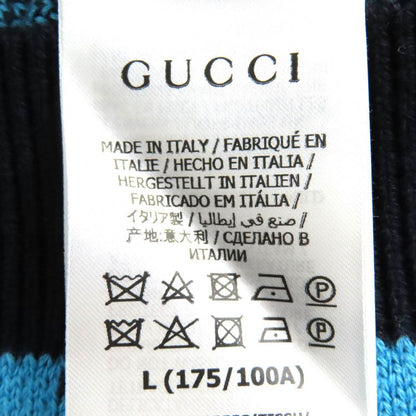 GUCCI
MADE IN ITALY / FABRIQUÉ EN
ITALIE / HECHO EN ITALIA /
HERGESTELLT IN ITALIEN /
FABRICADO EM ITÁLIA /
イタリア製 / صنع في إيطاليا /
产地:意大利 / СДЕЛАНО В
ИТАЛИИ
P
P
L (175/100A)